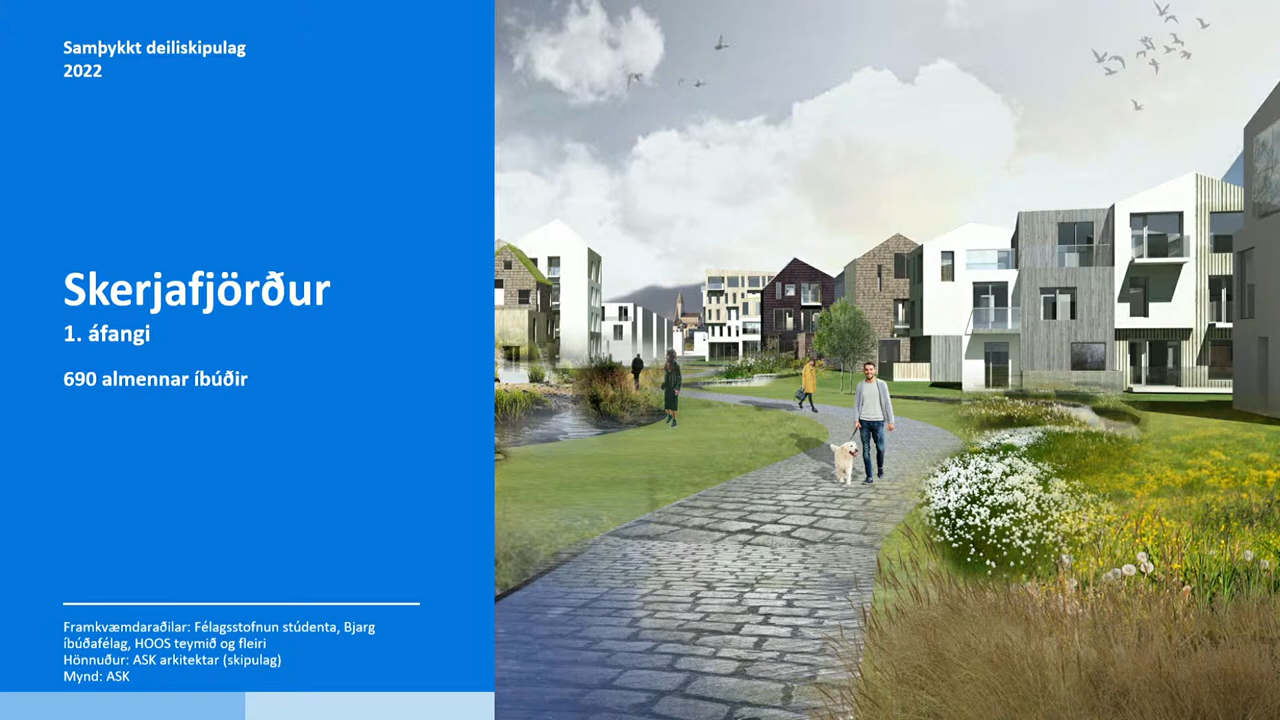 Samþykkt deiliskipulag
2022
Skerjafjörður
1. áfangi
690 almennar íbúðir
Framkvæmdaraðilar: Félagsstofnun stúdenta, Bjarg
íbúðafélag, HOOS teymið og fleiri
Hönnuður: ASK arkitektar (skipulag)
Mynd: ASK